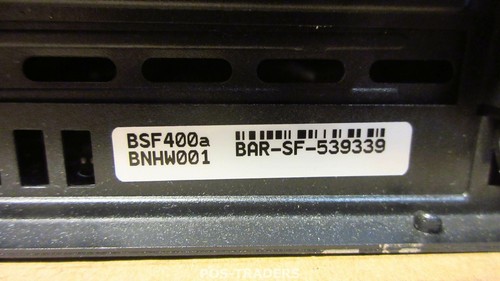 BSF400a
BNHW001
BAR-SF-539339
POS-TRADERS